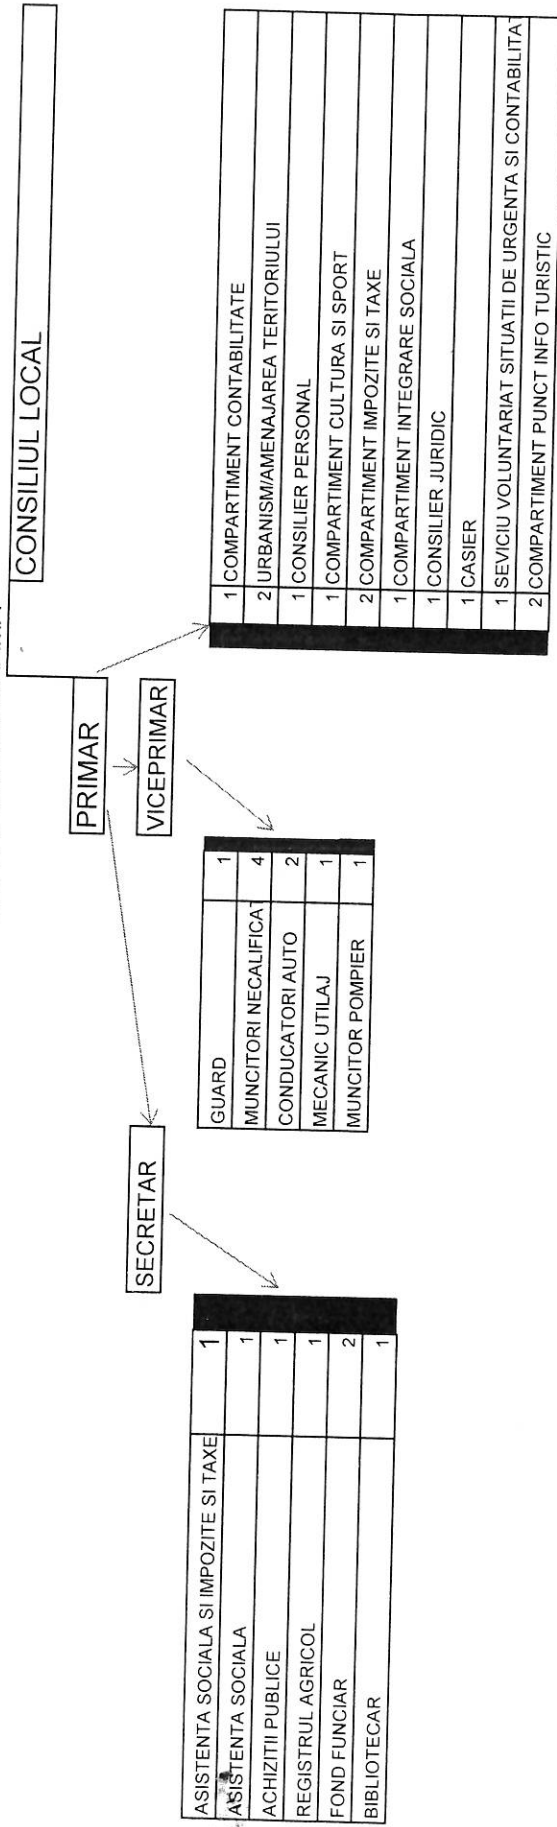 CONSILIUL LOCAL
PRIMAR
VICEPRIMAR
SECRETAR
ASISTENTA SOCIALA SI IMPOZITE SI TAXE 1
ASISTENTA SOCIALA 1
ACHIZITII PUBLICE 1
REGISTRUL AGRICOL 1
FOND FUNCIAR 2
BIBLIOTECAR 1
GUARD 1
MUNCITORI NECALIFICAT 4
CONDUCATORI AUTO 2
MECANIC UTILAJ 1
MUNCITOR POMPIER 1
1 COMPARTIMENT CONTABILITATE
2 URBANISM/AMENAJAREA TERITORIULUI
1 CONSILIER PERSONAL
1 COMPARTIMENT CULTURA SI SPORT
2 COMPARTIMENT IMPOZITE SI TAXE
1 COMPARTIMENT INTEGRARE SOCIALA
1 CONSILIER JURIDIC
1 CASIER
1 SEVICIU VOLUNTARIAT SITUATII DE URGENTA SI CONTABILITAT
2 COMPARTIMENT PUNCT INFO TURISTIC